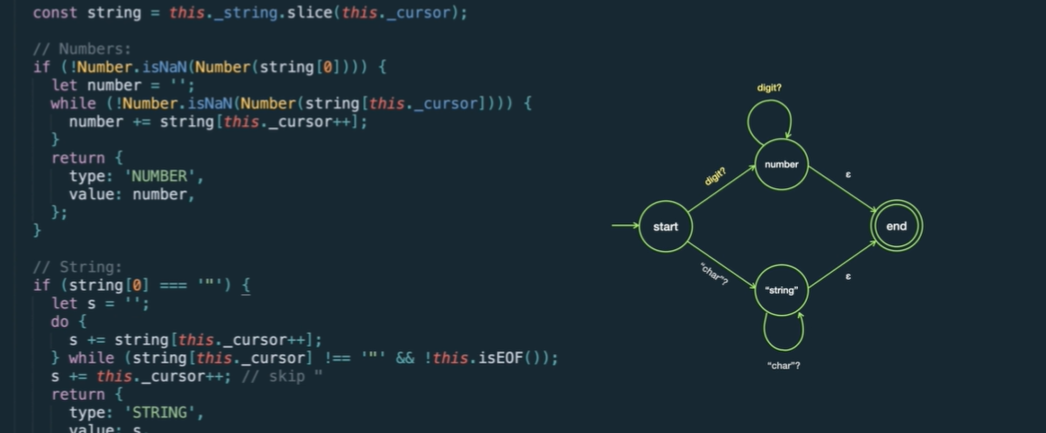 const string = this._string.slice(this._cursor);
// Numbers:
if (!Number.isNaN(Number(string[0]))) {
let number = '';
while (!Number.isNaN(Number(string[this._cursor]))) {
number += string[this._cursor++];
}
return {
type: 'NUMBER',
value: number,
};
}
// String:
if (string[0] === '"') {
let s = '';
do {
s += string[this._cursor++];
} while (string[this._cursor] !== '"' && !this.isEOF());
s += this._cursor++; // skip "
return {
type: 'STRING',
value: s,
digit?
number
digit?
ε
start
end
"char"?
"string"
ε
"char"?